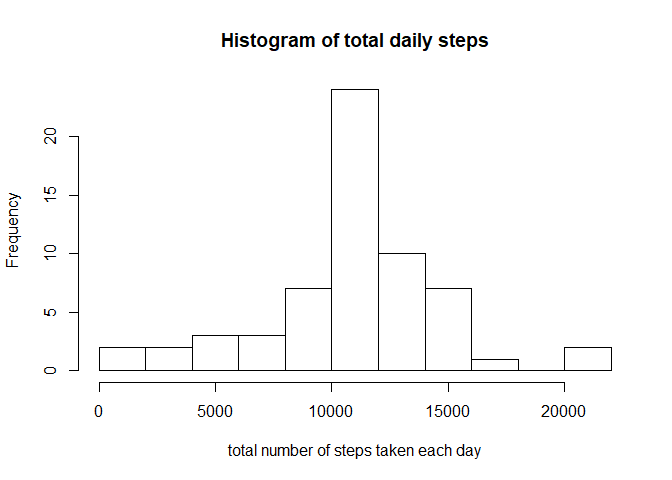 Histogram of total daily steps
Frequency
20
15
10
5
0
0 5000 10000 15000 20000
total number of steps taken each day